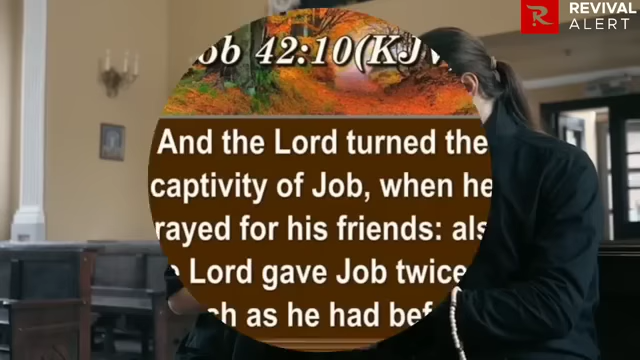 REVIVAL
ALERT
ob 42:10(KJV
And the Lord turned the
captivity of Job, when he
rayed for his friends: als
Lord gave Job twice
ch as he had bef